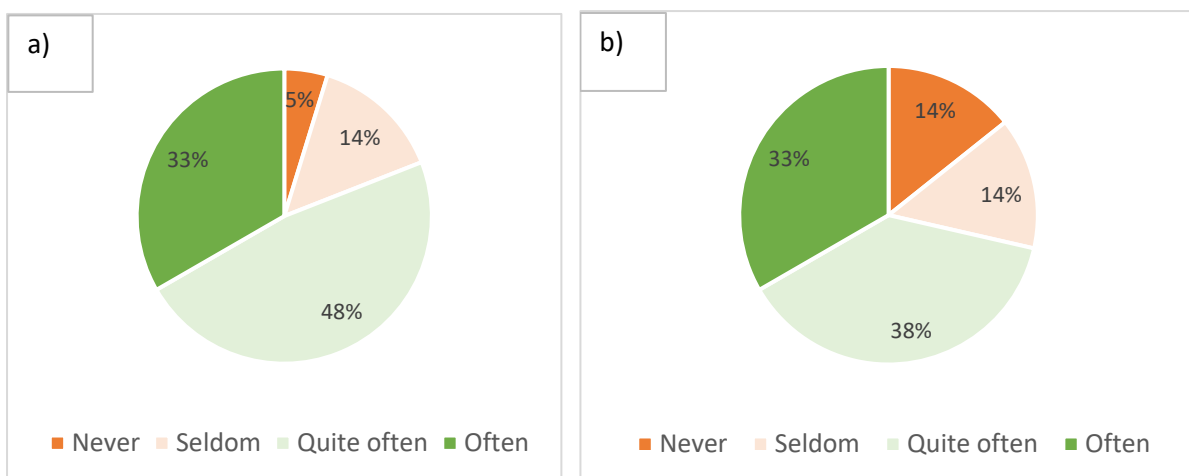 a)
5%
14%
33%
48%
Never Seldom Quite often Often
b)
14%
33%
14%
38%
Never Seldom Quite often Often